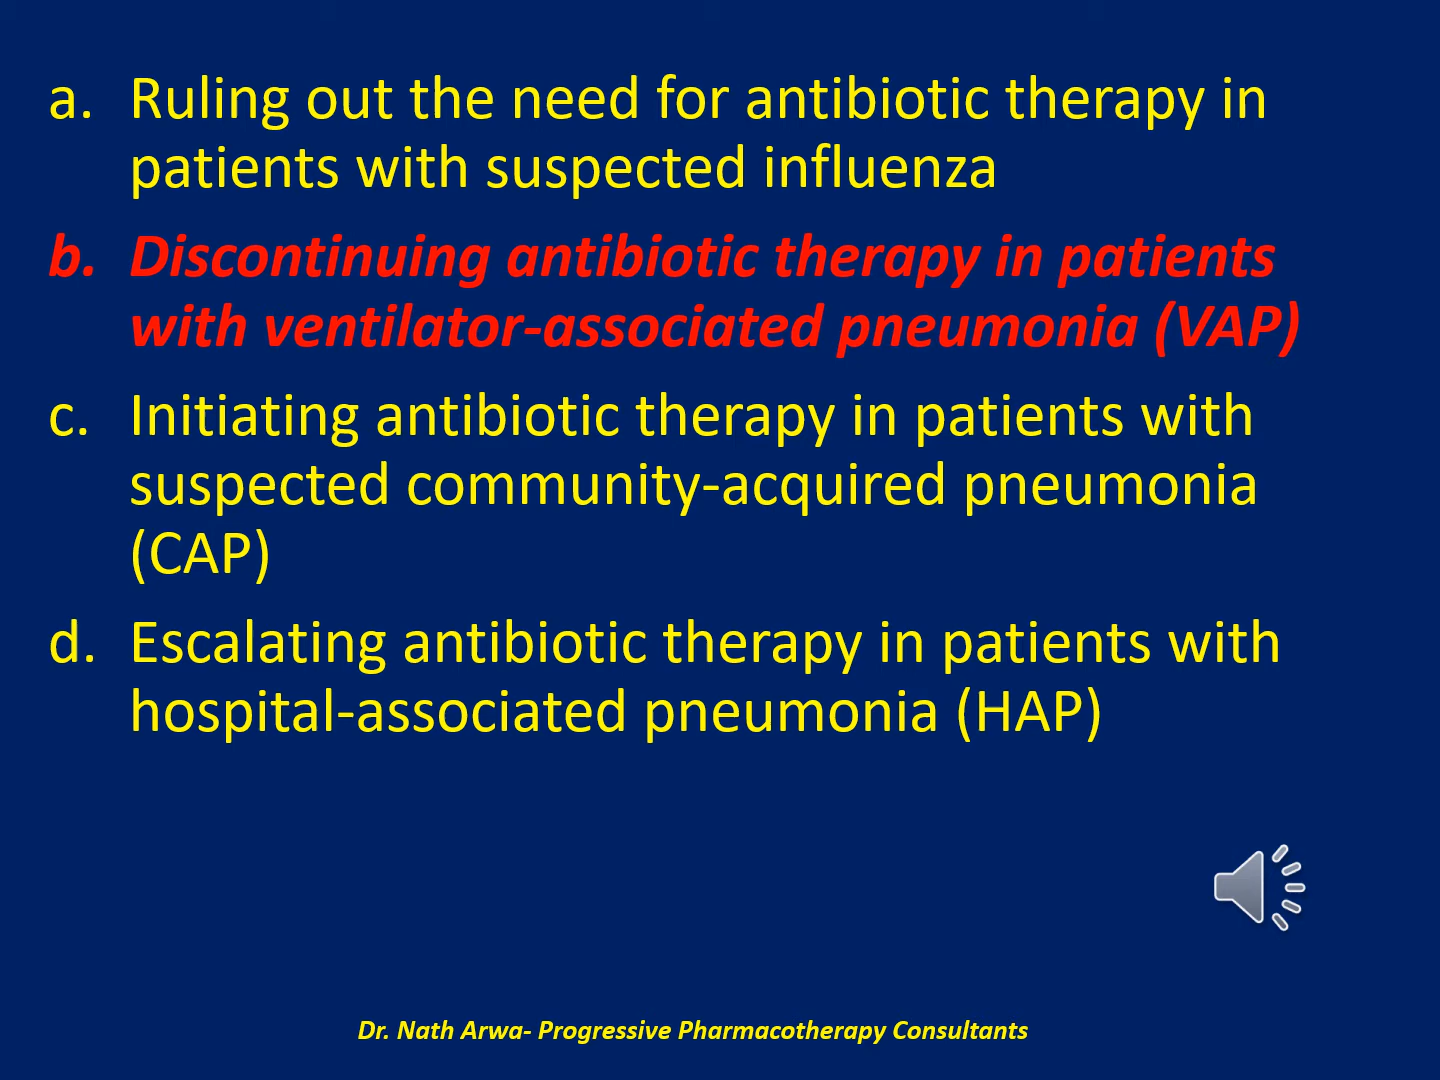 a. Ruling out the need for antibiotic therapy in
patients with suspected influenza
b. Discontinuing antibiotic therapy in patients
with ventilator-associated pneumonia (VAP)
c. Initiating antibiotic therapy in patients with
suspected community-acquired pneumonia
(CAP)
d. Escalating antibiotic therapy in patients with
hospital-associated pneumonia (HAP)
Dr. Nath Arwa- Progressive Pharmacotherapy Consultants